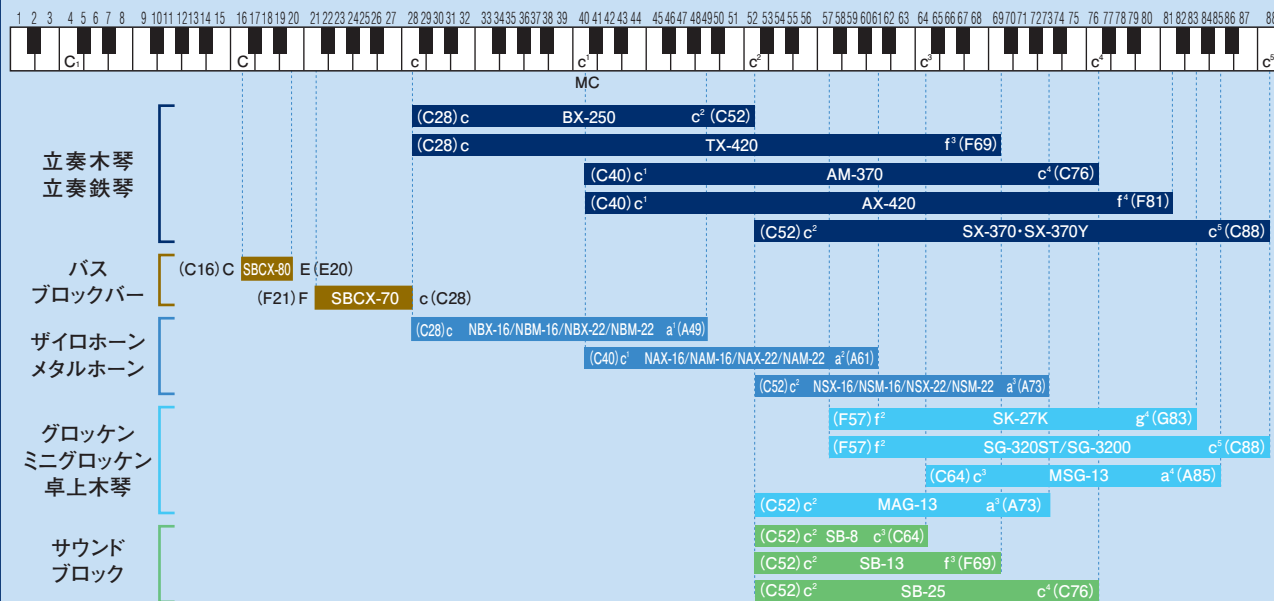 1 2 3 4 5 6 7 8 9 10 11 12 13 14 15 16 17 18 19 20 21 22 23 24 25 26 27 28 29 30 31 32 33 34 35 36 37 38 39 40 41 42 43 44 45 46 47 48 49 50 51 52 53 54 55 56 57 58 59 60 61 62 63 64 65 66 67 68 69 70 71 72 73 74 75 76 77 78 79 80 81 82 83 84 85 86 87 88
C₁ C c c¹ c² c³ c⁴ c⁵
MC
立奏木琴
立奏鉄琴
(C28) c BX-250 c² (C52)
(C28) c TX-420 f³ (F69)
(C40) c¹ AM-370 c⁴ (C76)
(C40) c¹ AX-420 f⁴ (F81)
(C52) c² SX-370・SX-370Y c⁵ (C88)
バス
ブロックバー
(C16) C SBCX-80 E (E20)
(F21) F SBCX-70 c (C28)
ザイロホーン
メタルホーン
(C28) c NBX-16/NBM-16/NBX-22/NBM-22 a¹ (A49)
(C40) c¹ NAX-16/NAM-16/NAX-22/NAM-22 a² (A61)
(C52) c² NSX-16/NSM-16/NSX-22/NSM-22 a³ (A73)
グロッケン
ミニグロッケン
卓上木琴
(F57) f² SK-27K g⁴ (G83)
(F57) f² SG-320ST/SG-3200 c⁵ (C88)
(C64) c³ MSG-13 a⁴ (A85)
(C52) c² MAG-13 a³ (A73)
サウンド
ブロック
(C52) c² SB-8 c³ (C64)
(C52) c² SB-13 f³ (F69)
(C52) c² SB-25 c⁴ (C76)